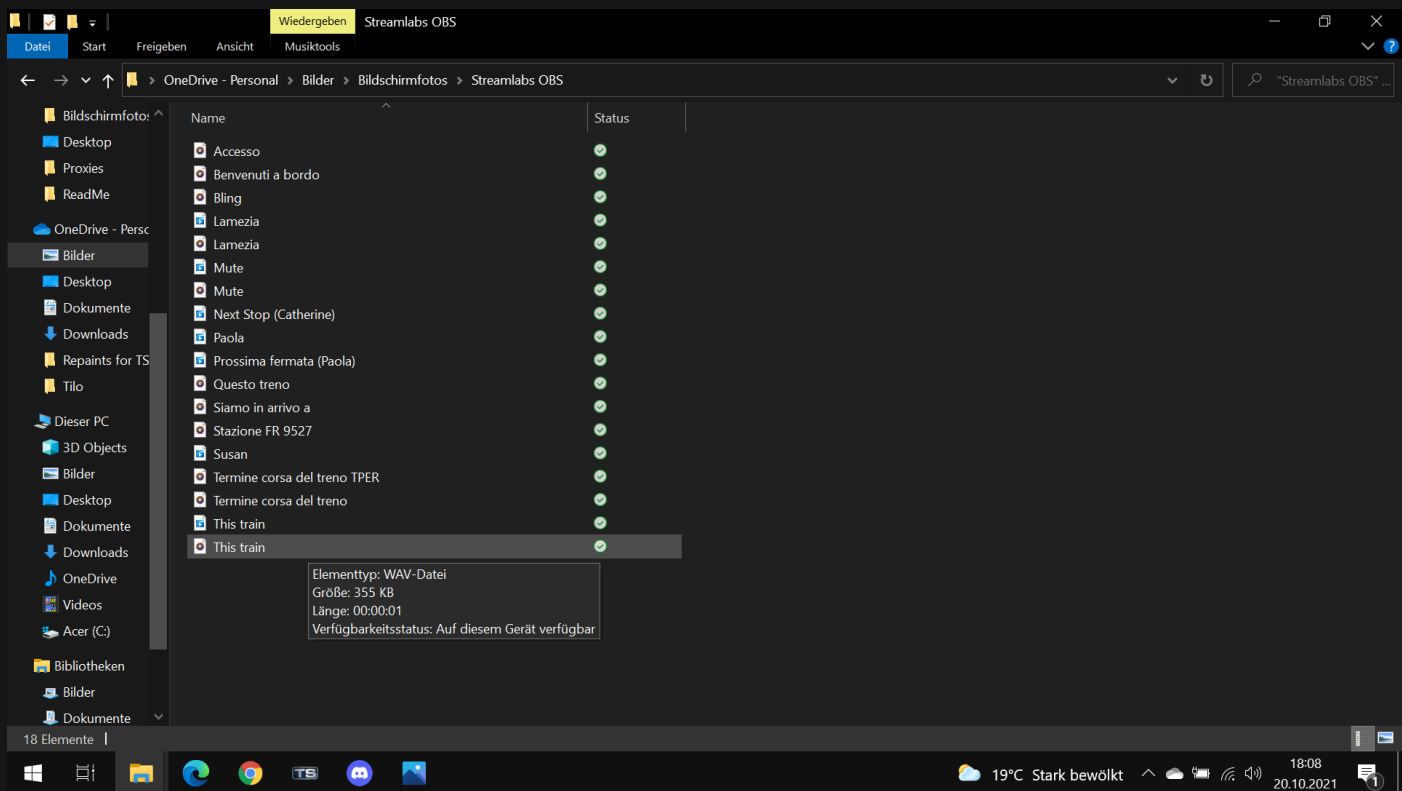 Wiedergeben Streamlabs OBS
Datei Start Freigeben Ansicht Musiktools
OneDrive - Personal Bilder Bildschirmfotos Streamlabs OBS "Streamlabs OBS" ...
Bildschirmfotos
Desktop
Proxies
ReadMe
OneDrive - Perso
Bilder
Desktop
Dokumente
Downloads
Repaints for TS
Tilo
Dieser PC
3D Objects
Bilder
Desktop
Dokumente
Downloads
OneDrive
Videos
Acer (C:)
Bibliotheken
Bilder
Dokumente
Name Status
Accesso
Benvenuti a bordo
Bling
Lamezia
Lamezia
Mute
Mute
Next Stop (Catherine)
Paola
Prossima fermata (Paola)
Questo treno
Siamo in arrivo a
Stazione FR 9527
Susan
Termine corsa del treno TPER
Termine corsa del treno
This train
This train
Elementtyp: WAV-Datei
Größe: 355 KB
Länge: 00:00:01
Verfügbarkeitsstatus: Auf diesem Gerät verfügbar
18 Elemente
TS
19°C Stark bewölkt
18:08
20.10.2021
1